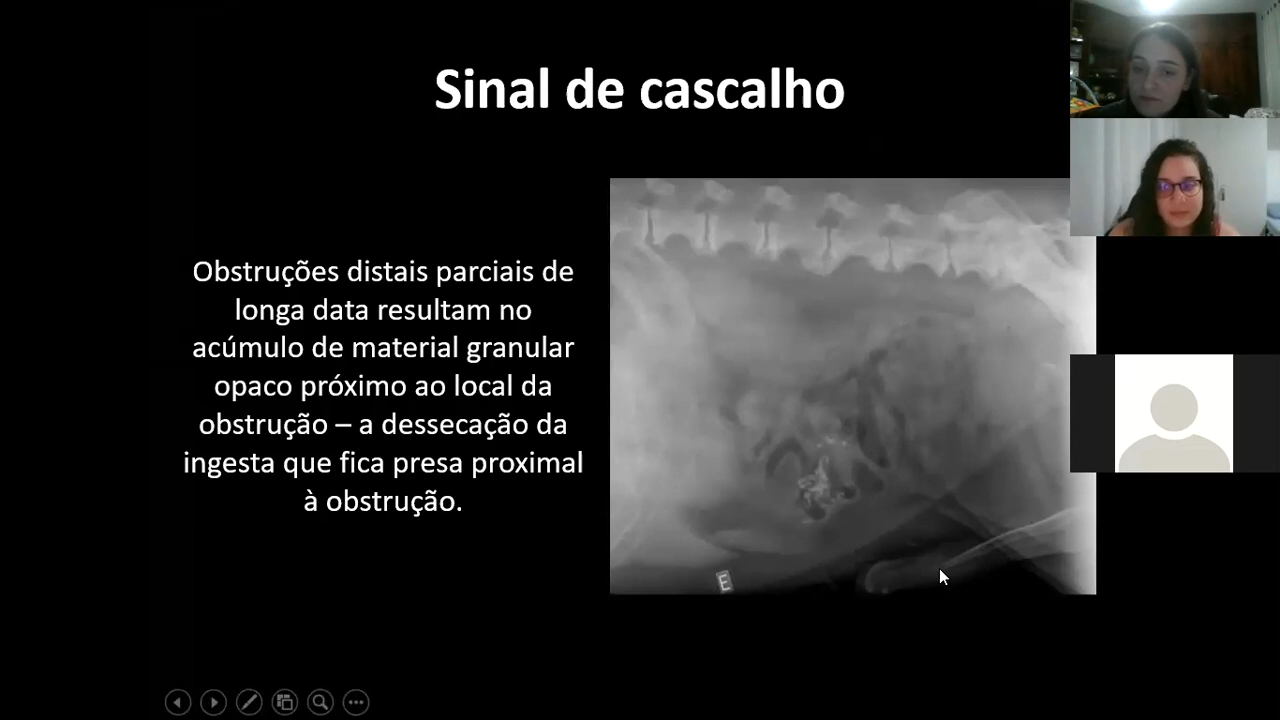 Sinal de cascalho
Obstruções distais parciais de
longa data resultam no
acúmulo de material granular
opaco próximo ao local da
obstrução – a dessecação da
ingesta que fica presa proximal
à obstrução.
E